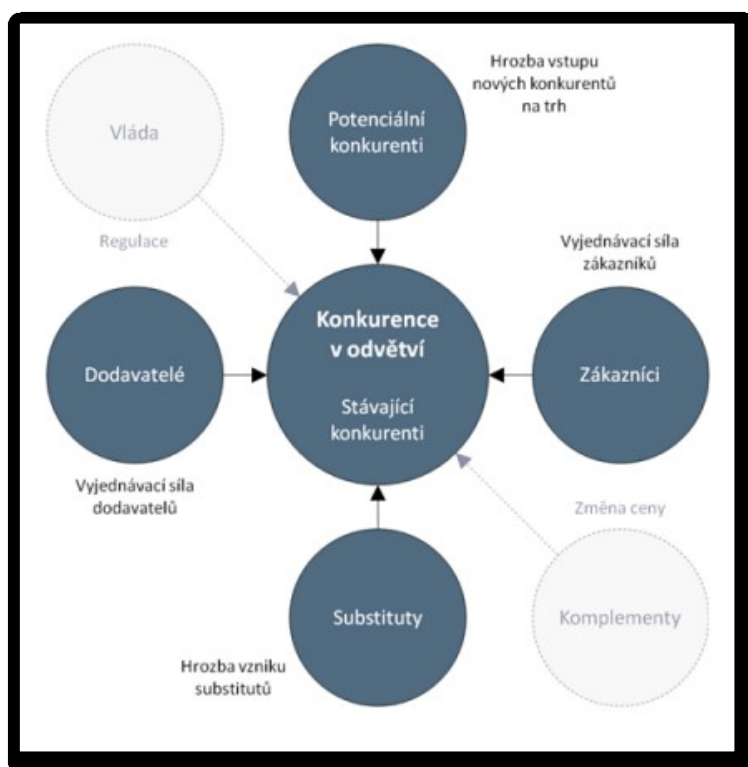 Hrozba vstupu
nových konkurentů
na trh
Potenciální
konkurenti
Vláda
Regulace
Vyjednávací síla
zákazníků
Konkurence
v odvětví
Stávající
konkurenti
Dodavatelé
Zákazníci
Vyjednávací síla
dodavatelů
Změna ceny
Substituty
Komplementy
Hrozba vzniku
substitutů